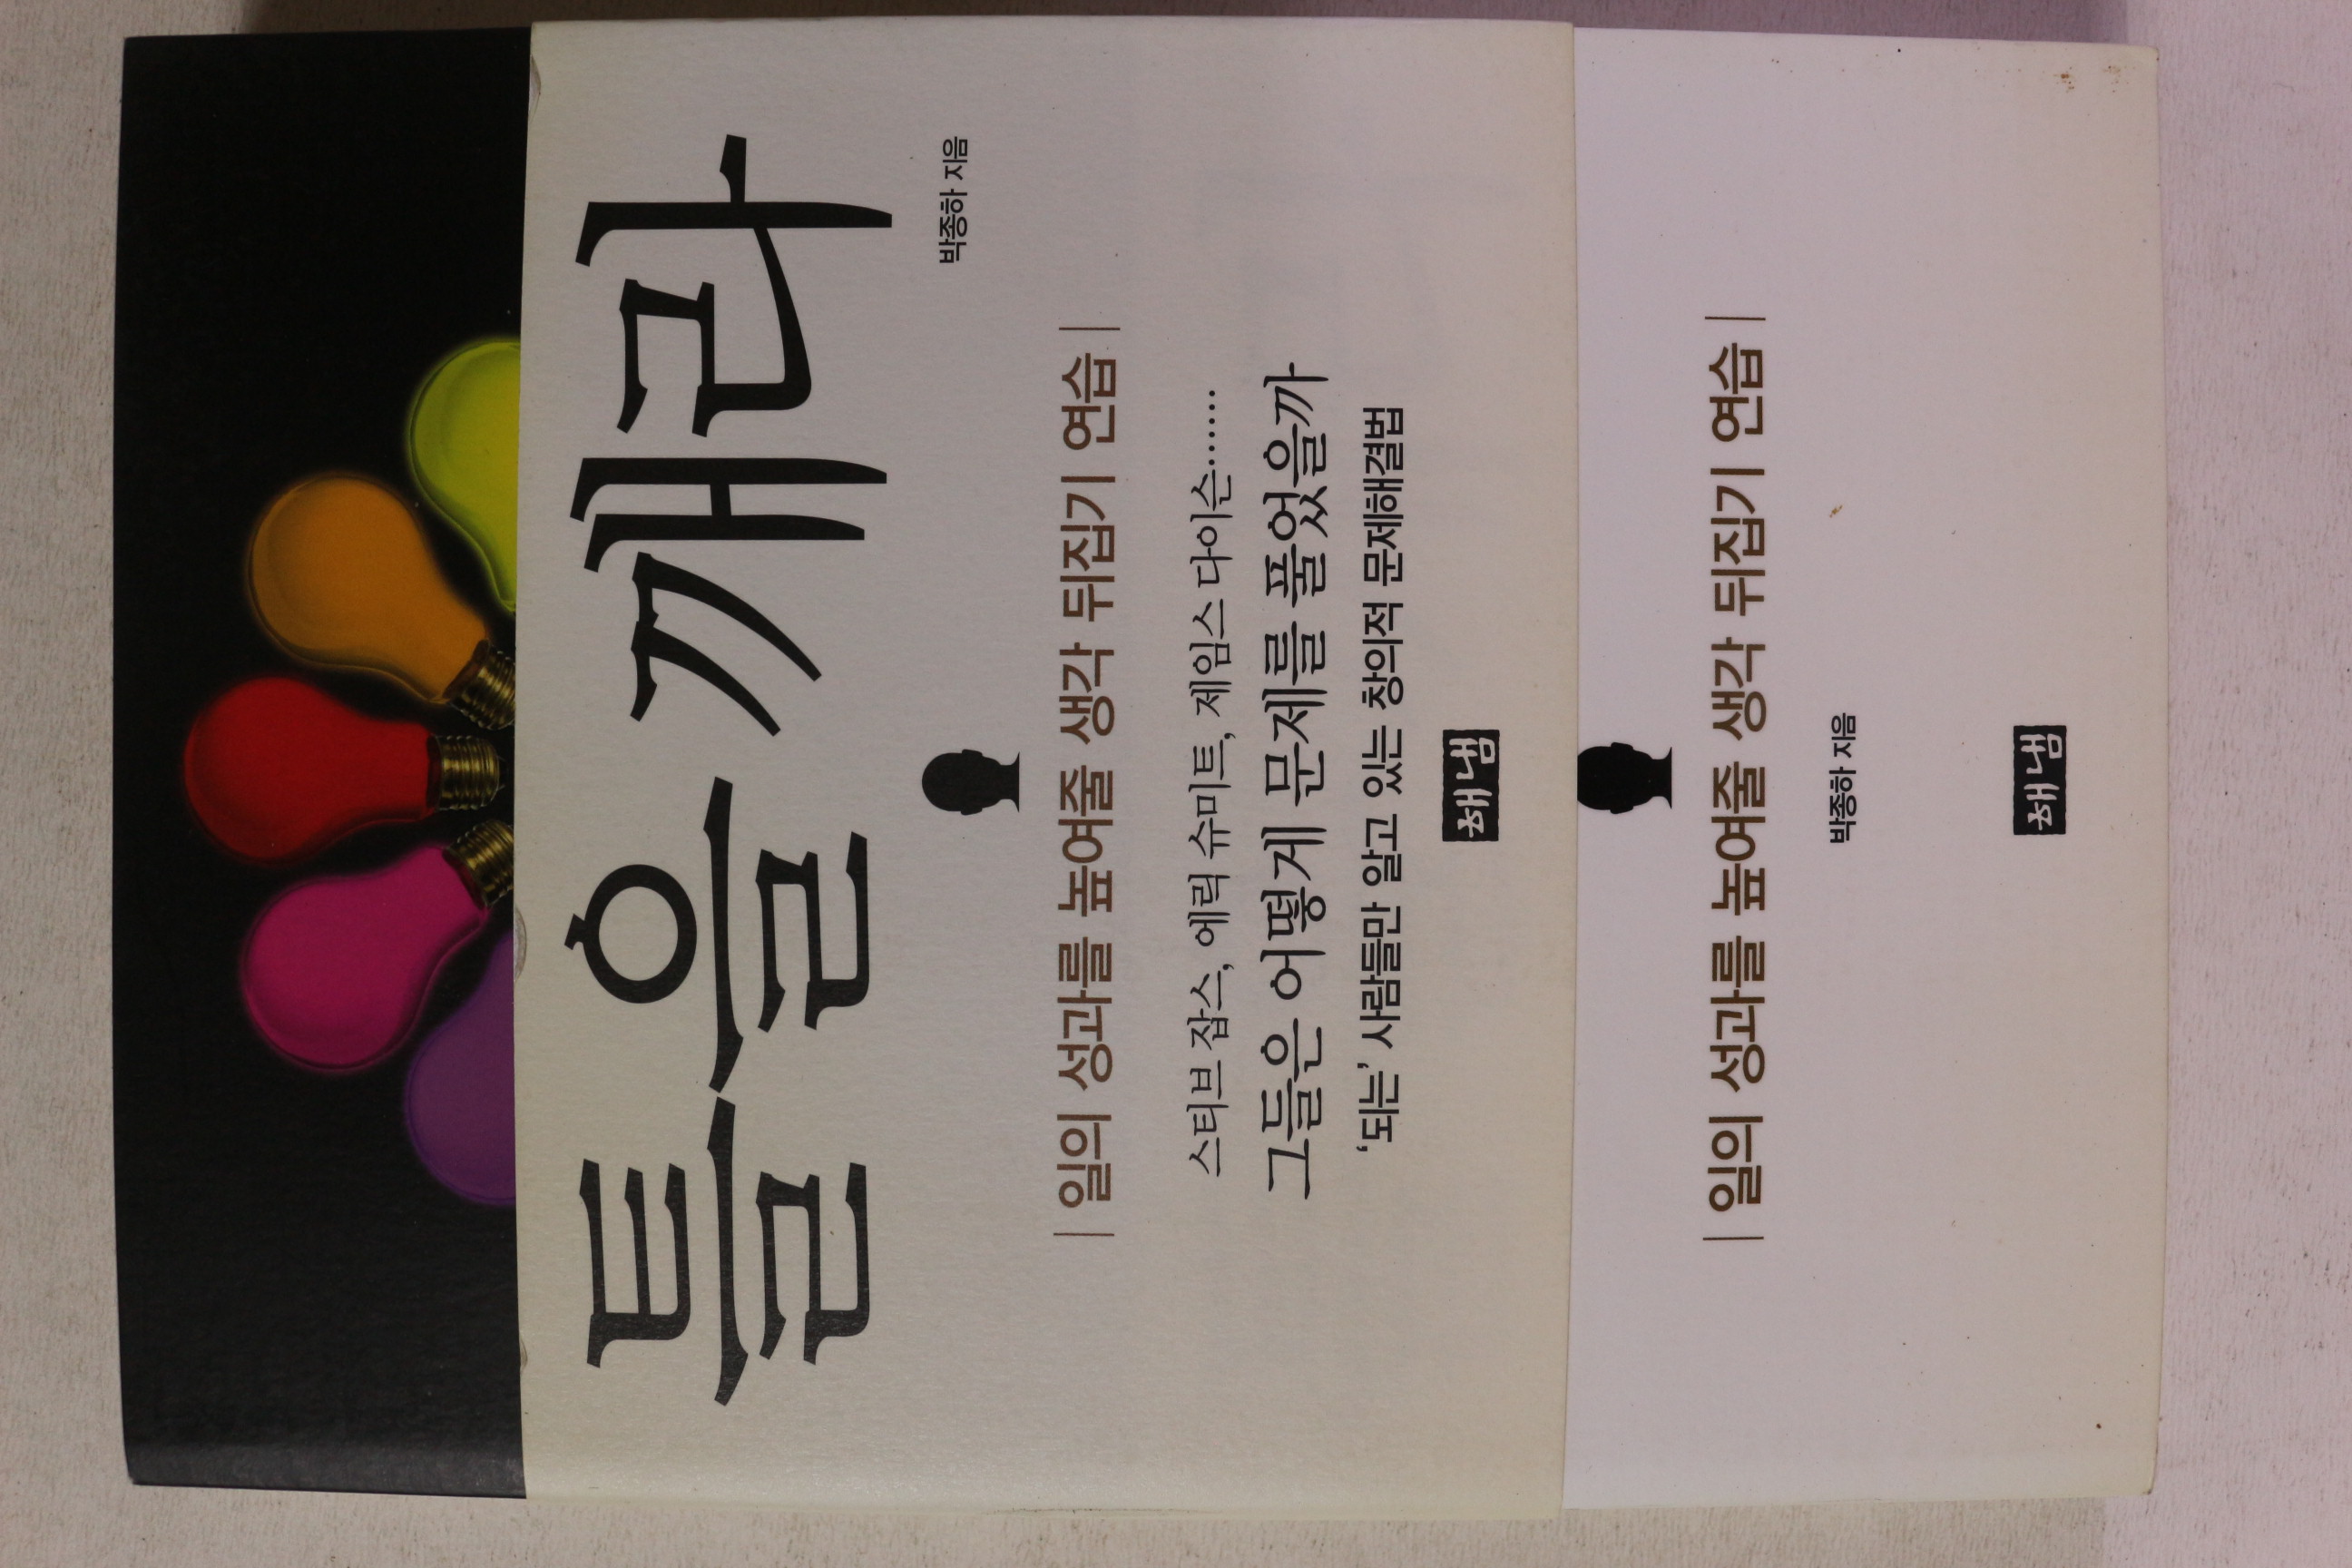 틀을 깨라
박종하 지음
일의 성과를 높여줄 생각 뒤집기 연습
스티브 잡스, 에릭 슈미트, 제임스 다이슨……
그들은 어떻게 문제를 풀었을까
‘되는’ 사람들만 알고 있는 창의적 문제해결법
해냄
일의 성과를 높여줄 생각 뒤집기 연습
박종하 지음
해냄